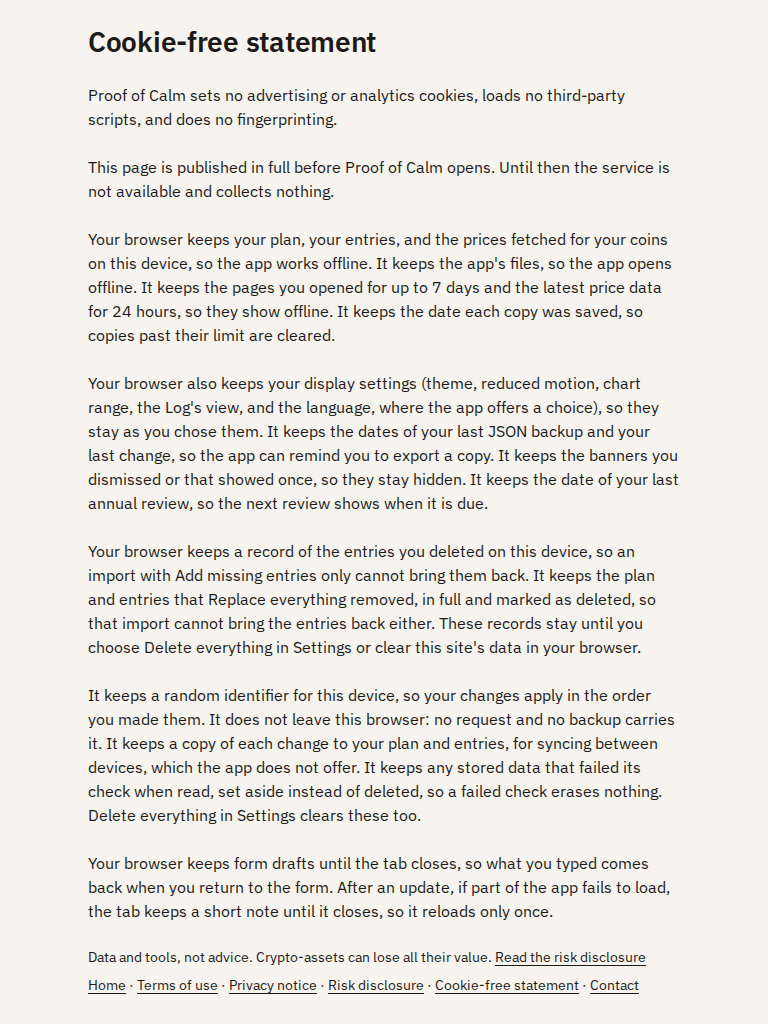 Cookie-free statement
Proof of Calm sets no advertising or analytics cookies, loads no third-party
scripts, and does no fingerprinting.
This page is published in full before Proof of Calm opens. Until then the service is
not available and collects nothing.
Your browser keeps your plan, your entries, and the prices fetched for your coins
on this device, so the app works offline. It keeps the app's files, so the app opens
offline. It keeps the pages you opened for up to 7 days and the latest price data
for 24 hours, so they show offline. It keeps the date each copy was saved, so
copies past their limit are cleared.
Your browser also keeps your display settings (theme, reduced motion, chart
range, the Log's view, and the language, where the app offers a choice), so they
stay as you chose them. It keeps the dates of your last JSON backup and your
last change, so the app can remind you to export a copy. It keeps the banners you
dismissed or that showed once, so they stay hidden. It keeps the date of your last
annual review, so the next review shows when it is due.
Your browser keeps a record of the entries you deleted on this device, so an
import with Add missing entries only cannot bring them back. It keeps the plan
and entries that Replace everything removed, in full and marked as deleted, so
that import cannot bring the entries back either. These records stay until you
choose Delete everything in Settings or clear this site's data in your browser.
It keeps a random identifier for this device, so your changes apply in the order
you made them. It does not leave this browser: no request and no backup carries
it. It keeps a copy of each change to your plan and entries, for syncing between
devices, which the app does not offer. It keeps any stored data that failed its
check when read, set aside instead of deleted, so a failed check erases nothing.
Delete everything in Settings clears these too.
Your browser keeps form drafts until the tab closes, so what you typed comes
back when you return to the form. After an update, if part of the app fails to load,
the tab keeps a short note until it closes, so it reloads only once.
Data and tools, not advice. Crypto-assets can lose all their value. Read the risk disclosure
Home · Terms of use · Privacy notice · Risk disclosure · Cookie-free statement · Contact